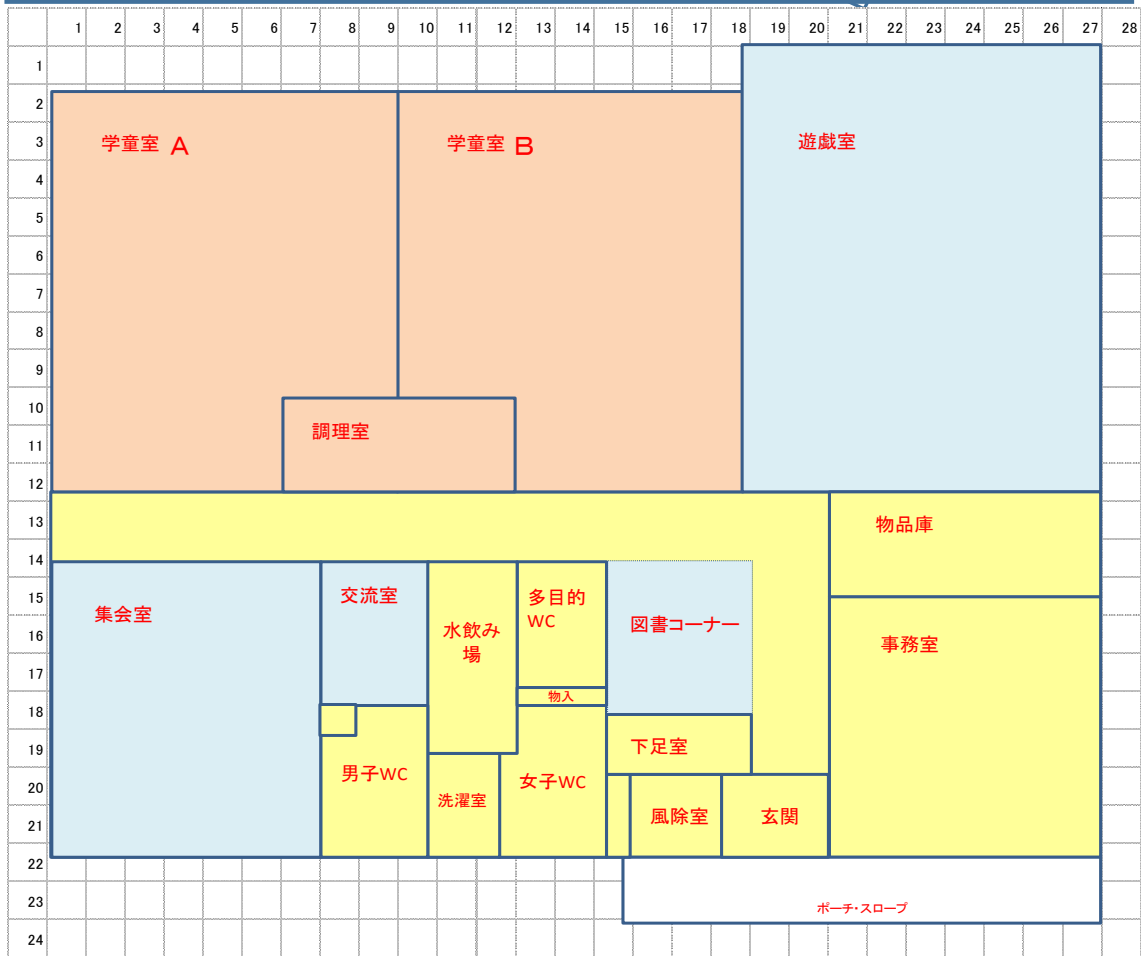 1 2 3 4 5 6 7 8 9 10 11 12 13 14 15 16 17 18 19 20 21 22 23 24 25 26 27 28
1
2
3
4
5
6
7
8
9
10
11
12
13
14
15
16
17
18
19
20
21
22
23
24
学童室 A
学童室 B
遊戯室
調理室
物品庫
集会室
交流室
水飲み
場
多目的
WC
図書コーナー
事務室
物入
下足室
男子WC
洗濯室
女子WC
風除室
玄関
ポーチ・スロープ